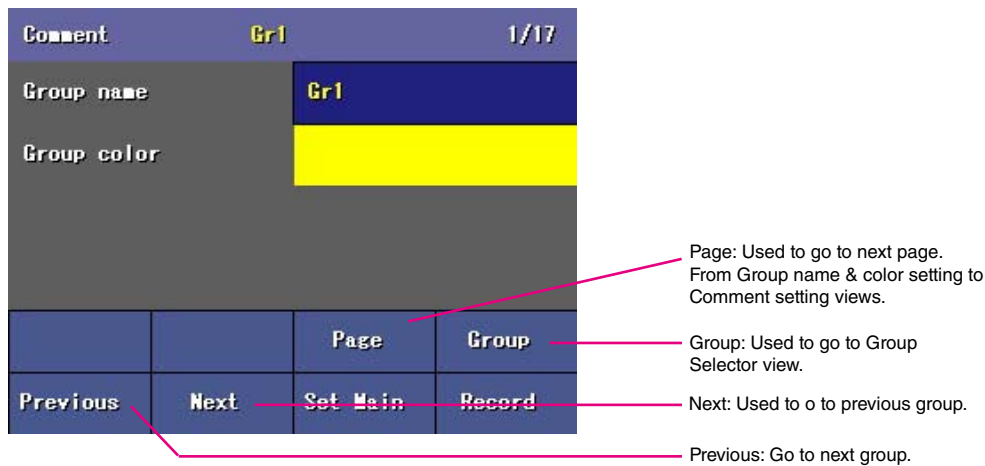 Comment Gr1 1/17
Group name Gr1
Group color
Page Group
Previous Next Set Main Record
Page: Used to go to next page.
From Group name & color setting to
Comment setting views.
Group: Used to go to Group
Selector view.
Next: Used to o to previous group.
Previous: Go to next group.